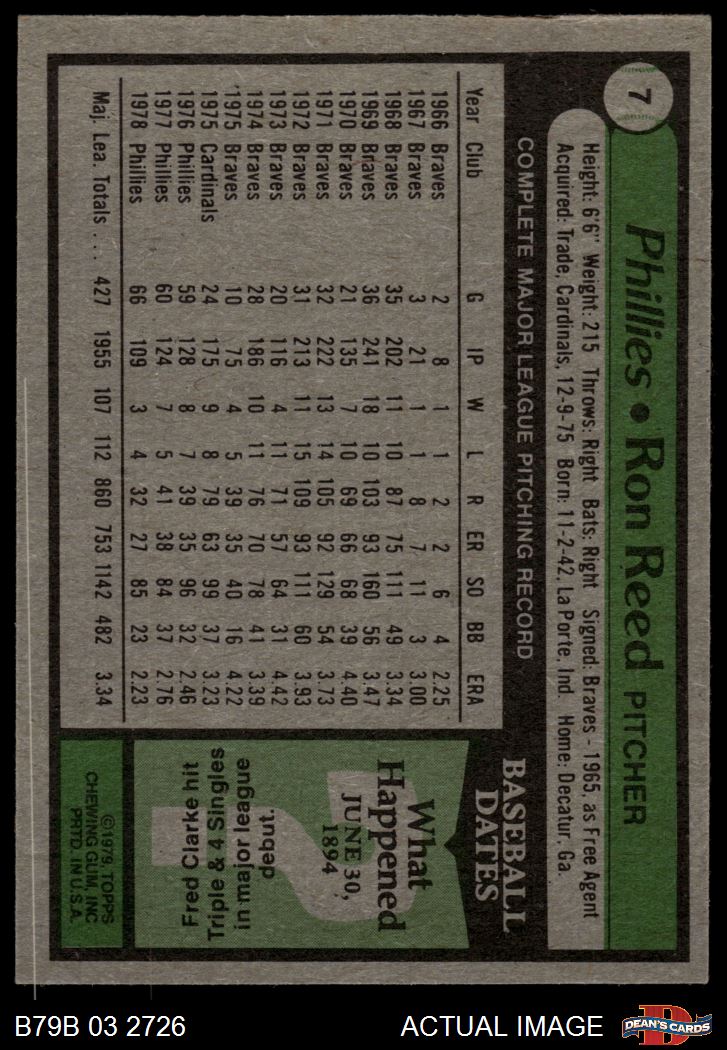 7
Phillies • Ron Reed PITCHER
Height: 6'6" Weight: 215 Throws: Right Bats: Right Signed: Braves - 1965, as Free Agent
Acquired: Trade, Cardinals, 12-9-75 Born: 11-2-42, La Porte, Ind. Home: Decatur, Ga.
COMPLETE MAJOR LEAGUE PITCHING RECORD
Year Club G IP W L R ER SO BB ERA
1966 Braves 2 8 1 1 2 2 6 4 2.25
1967 Braves 3 21 1 1 8 7 11 3 3.00
1968 Braves 35 202 11 10 87 75 111 49 3.34
1969 Braves 36 241 18 10 103 93 160 56 3.47
1970 Braves 21 135 7 10 69 66 68 39 4.40
1971 Braves 32 222 13 14 105 92 129 54 3.73
1972 Braves 31 213 11 15 109 93 111 60 3.93
1973 Braves 20 116 4 11 71 57 64 31 4.42
1974 Braves 28 186 10 11 76 70 78 41 3.39
'1975 Braves 10 75 4 5 39 35 40 16 4.22
1975 Cardinals 24 175 9 8 79 63 99 37 3.23
1976 Phillies 59 128 8 7 39 35 96 32 2.46
1977 Phillies 60 124 7 5 41 38 84 37 2.76
1978 Phillies 66 109 3 4 32 27 85 23 2.23
Maj. Lea. Totals . . . 427 1955 107 112 860 753 1142 482 3.34
BASEBALL
DATES
What
Happened
JUNE 30,
1894
?
Fred Clarke hit
Triple & 4 Singles
in major league
debut.
©1979, TOPPS
CHEWING GUM, INC
PRTD. IN U.S.A.
B79B 03 2726
ACTUAL IMAGE
D
DEAN'S CARDS